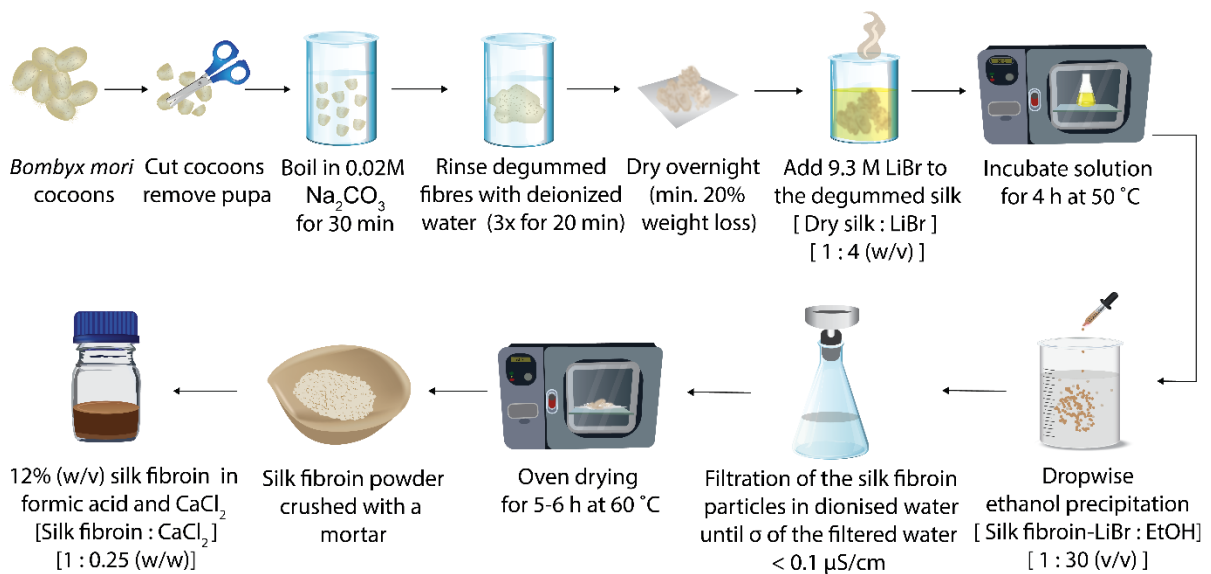 Bombyx mori
cocoons
Cut cocoons
remove pupa
Boil in 0.02M
Na₂CO₃
for 30 min
Rinse degummed
fibres with deionized
water (3x for 20 min)
Dry overnight
(min. 20%
weight loss)
Add 9.3 M LiBr to
the degummed silk
[ Dry silk : LiBr ]
[ 1 : 4 (w/v) ]
Incubate solution
for 4 h at 50 ˚C
Dropwise
ethanol precipitation
[ Silk fibroin-LiBr : EtOH]
[ 1 : 30 (v/v) ]
Filtration of the silk fibroin
particles in dionised water
until σ of the filtered water
< 0.1 µS/cm
Oven drying
for 5-6 h at 60 ˚C
Silk fibroin powder
crushed with a
mortar
12% (w/v) silk fibroin in
formic acid and CaCl₂
[Silk fibroin : CaCl₂]
[1 : 0.25 (w/w)]